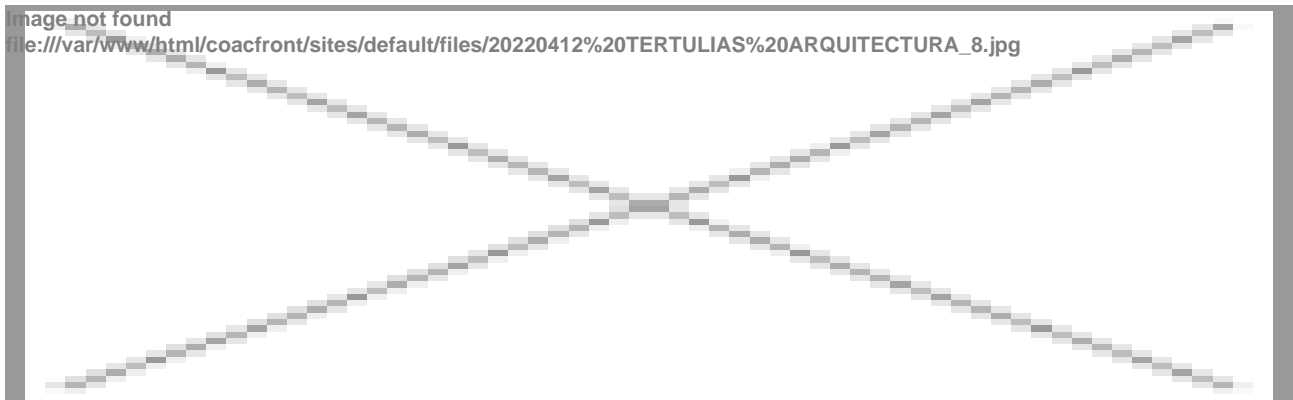 Image not found
file:///var/www/html/coacfront/sites/default/files/20220412%20TERTULIAS%20ARQUITECTURA_8.jpg